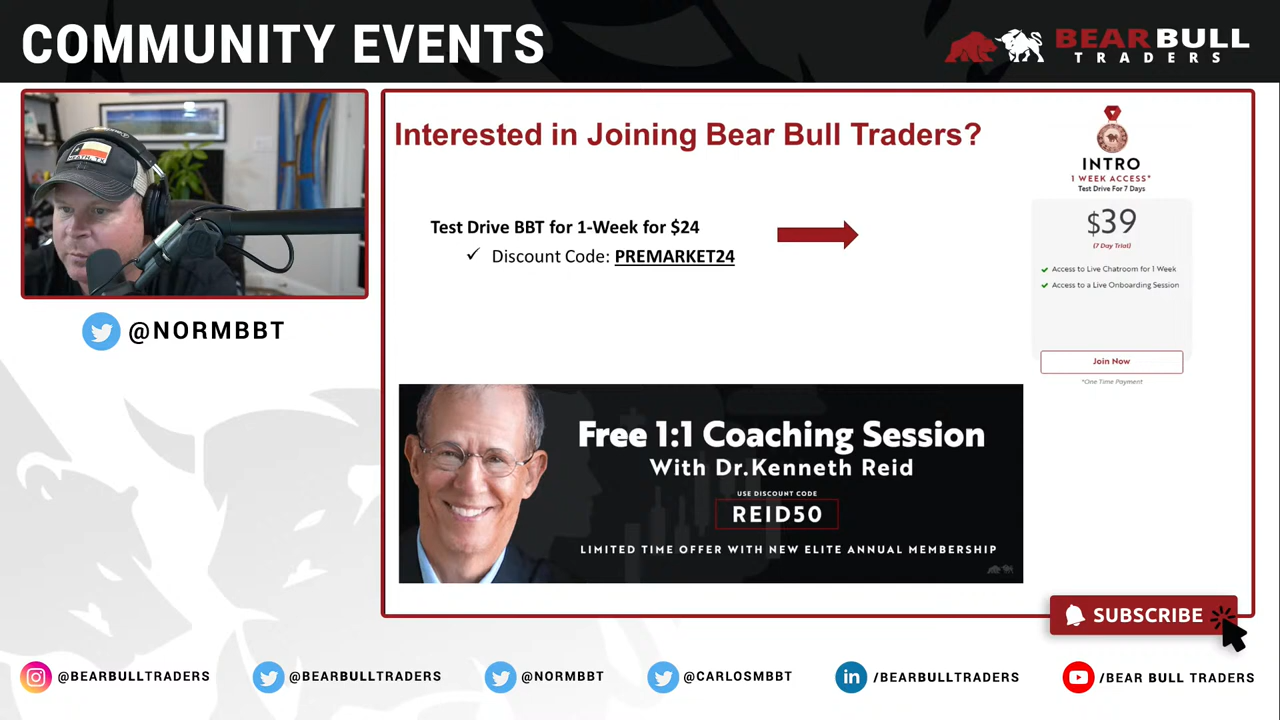 COMMUNITY EVENTS
BEAR BULL
TRADERS
@NORMBBT
Interested in Joining Bear Bull Traders?
Test Drive BBT for 1-Week for $24
✓ Discount Code: PREMARKET24
INTRO
1 WEEK ACCESS*
Test Drive For 7 Days
$39
(7 Day Trial)
Access to Live Chatroom for 1 Week
Access to a Live Onboarding Session
Join Now
*One Time Payment
Free 1:1 Coaching Session
With Dr.Kenneth Reid
USE DISCOUNT CODE
REID50
LIMITED TIME OFFER WITH NEW ELITE ANNUAL MEMBERSHIP
SUBSCRIBE
@BEARBULLTRADERS
@BEARBULLTRADERS
@NORMBBT
@CARLOSMBBT
/BEARBULLTRADERS
/BEAR BULL TRADERS